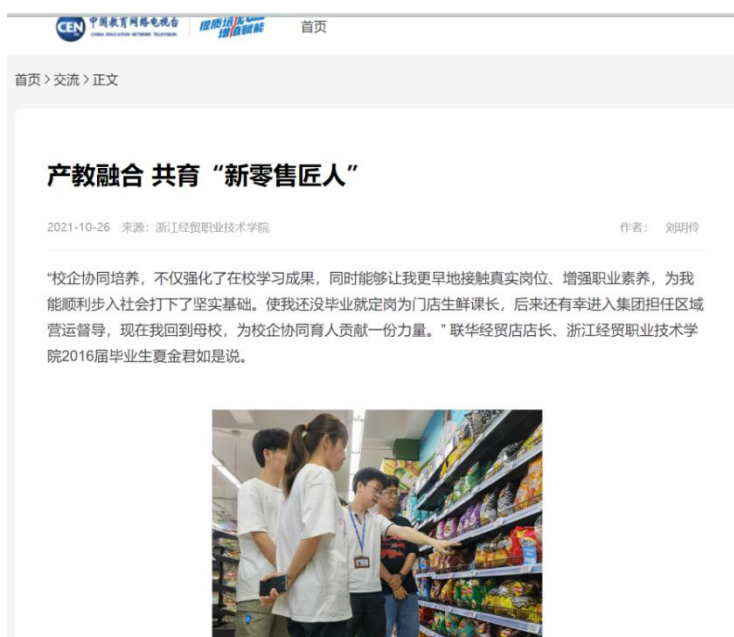 CEN 中国教育网络电视台
CHINA EDUCATION NETWORK TELEVISION
提质培优
增值赋能
首页
首页 > 交流 > 正文
产教融合 共育“新零售匠人”
2021-10-26 来源：浙江经贸职业技术学院 作者： 刘明伶
“校企协同培养，不仅强化了在校学习成果，同时能够让我更早地接触真实岗位、增强职业素养，为我
能顺利步入社会打下了坚实基础。使我还没毕业就定岗为门店生鲜课长，后来还有幸进入集团担任区域
营运督导，现在我回到母校，为校企协同育人贡献一份力量。” 联华经贸店店长、浙江经贸职业技术学
院2016届毕业生夏金君如是说。